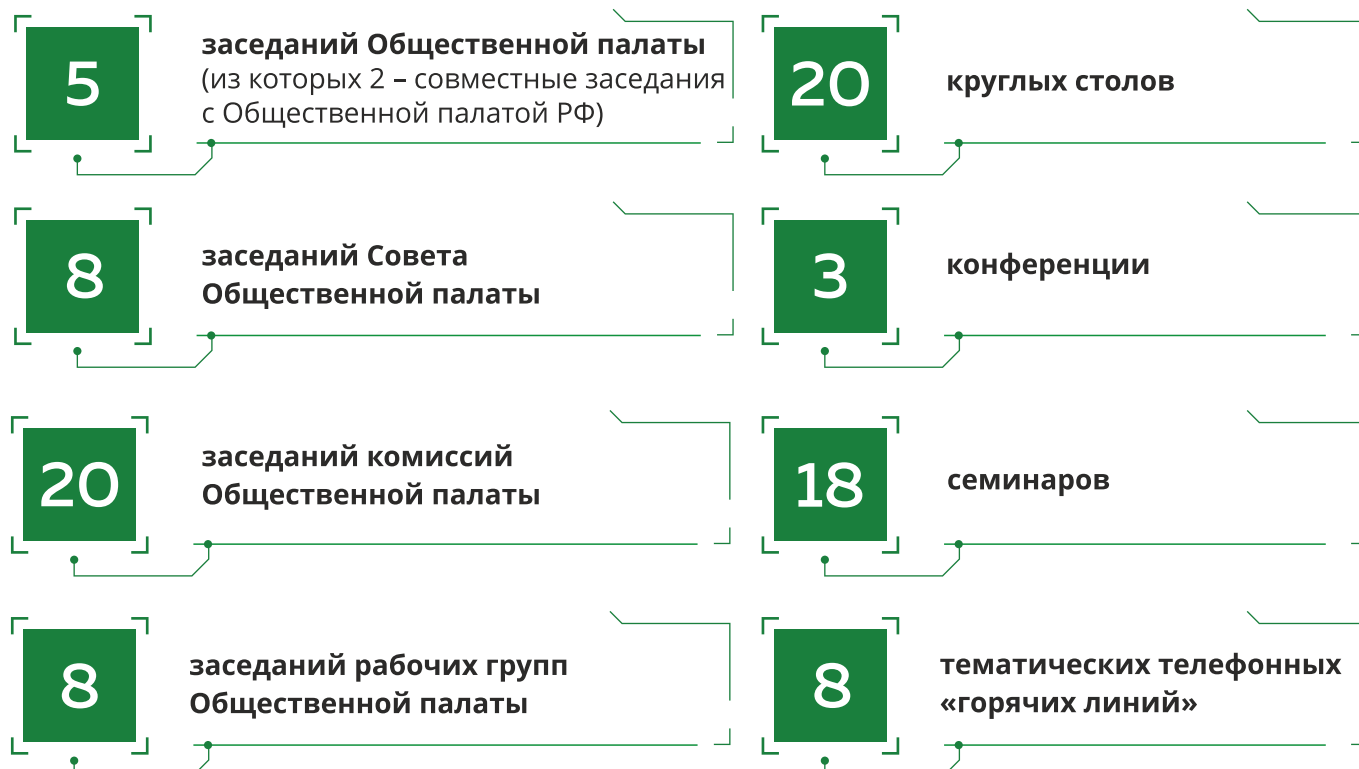 5
заседаний Общественной палаты
(из которых 2 – совместные заседания
с Общественной палатой РФ)
20
круглых столов
8
заседаний Совета
Общественной палаты
3
конференции
20
заседаний комиссий
Общественной палаты
18
семинаров
8
заседаний рабочих групп
Общественной палаты
8
тематических телефонных
«горячих линий»